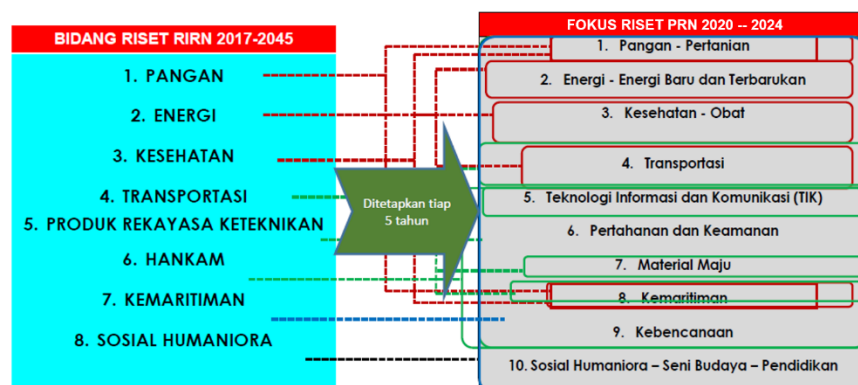 BIDANG RISET RIRN 2017-2045
1. PANGAN
2. ENERGI
3. KESEHATAN
4. TRANSPORTASI
5. PRODUK REKAYASA KETEKNIKAN
6. HANKAM
7. KEMARITIMAN
8. SOSIAL HUMANIORA
Ditetapkan tiap
5 tahun
FOKUS RISET PRN 2020 -- 2024
1. Pangan - Pertanian
2. Energi - Energi Baru dan Terbarukan
3. Kesehatan - Obat
4. Transportasi
5. Teknologi Informasi dan Komunikasi (TIK)
6. Pertahanan dan Keamanan
7. Material Maju
8. Kemaritiman
9. Kebencanaan
10. Sosial Humaniora – Seni Budaya – Pendidikan